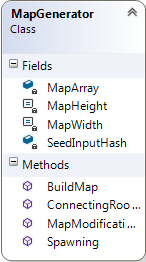 MapGenerator
Class
Fields
MapArray
MapHeight
MapWidth
SeedInputHash
Methods
BuildMap
ConnectingRoo...
MapModificati...
Spawning